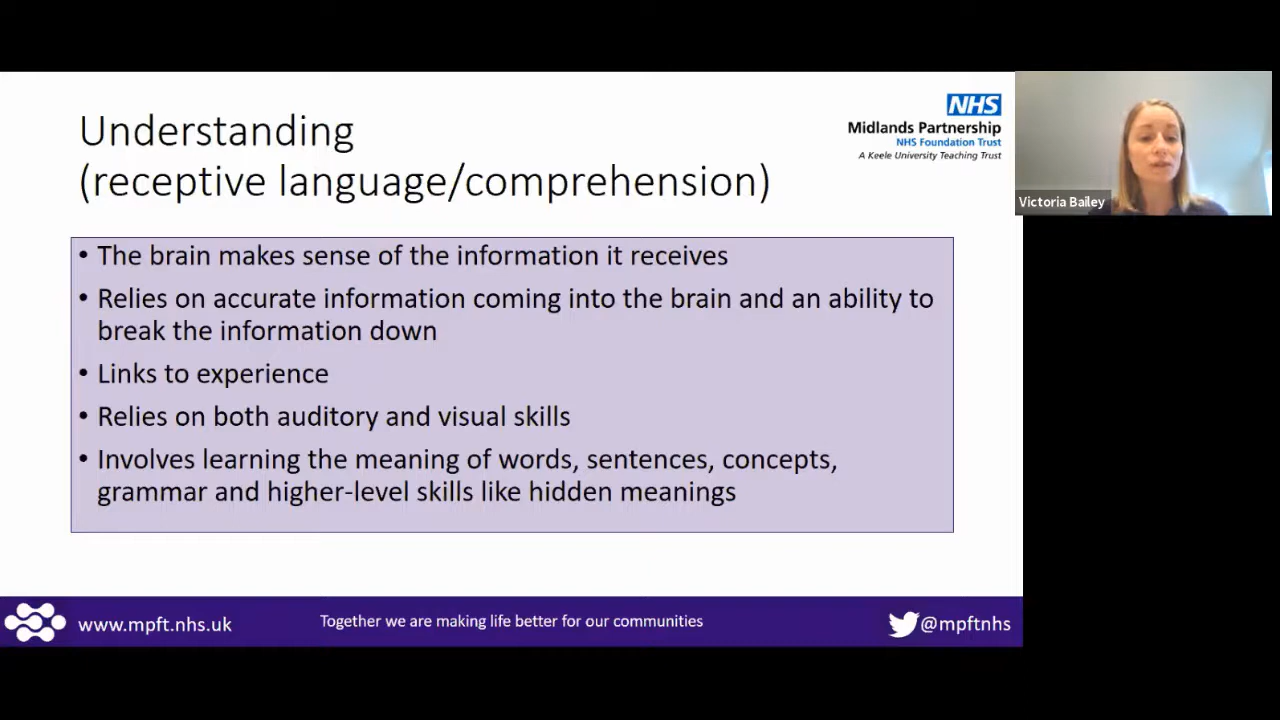 Understanding
(receptive language/comprehension)
NHS
Midlands Partnership
NHS Foundation Trust
A Keele University Teaching Trust
Victoria Bailey
• The brain makes sense of the information it receives
• Relies on accurate information coming into the brain and an ability to
break the information down
• Links to experience
• Relies on both auditory and visual skills
• Involves learning the meaning of words, sentences, concepts,
grammar and higher-level skills like hidden meanings
www.mpft.nhs.uk
Together we are making life better for our communities
@mpftnhs